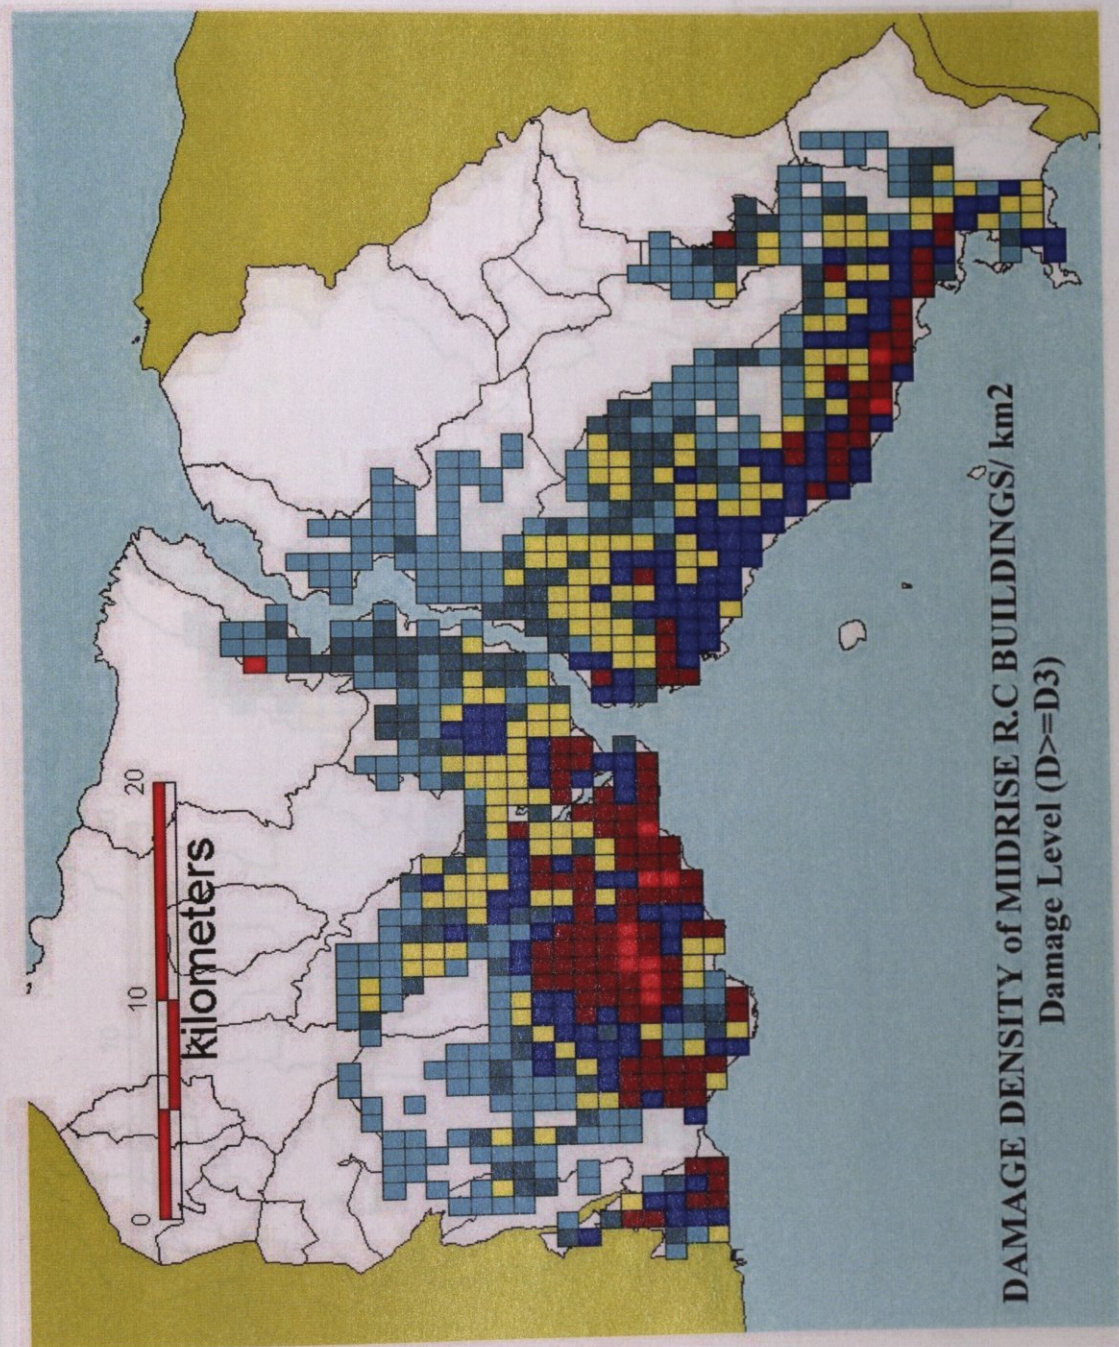 0 10 20
kilometers
DAMAGE DENSITY of MIDRISE R.C BUILDINGS/ km2
Damage Level (D>=D3)